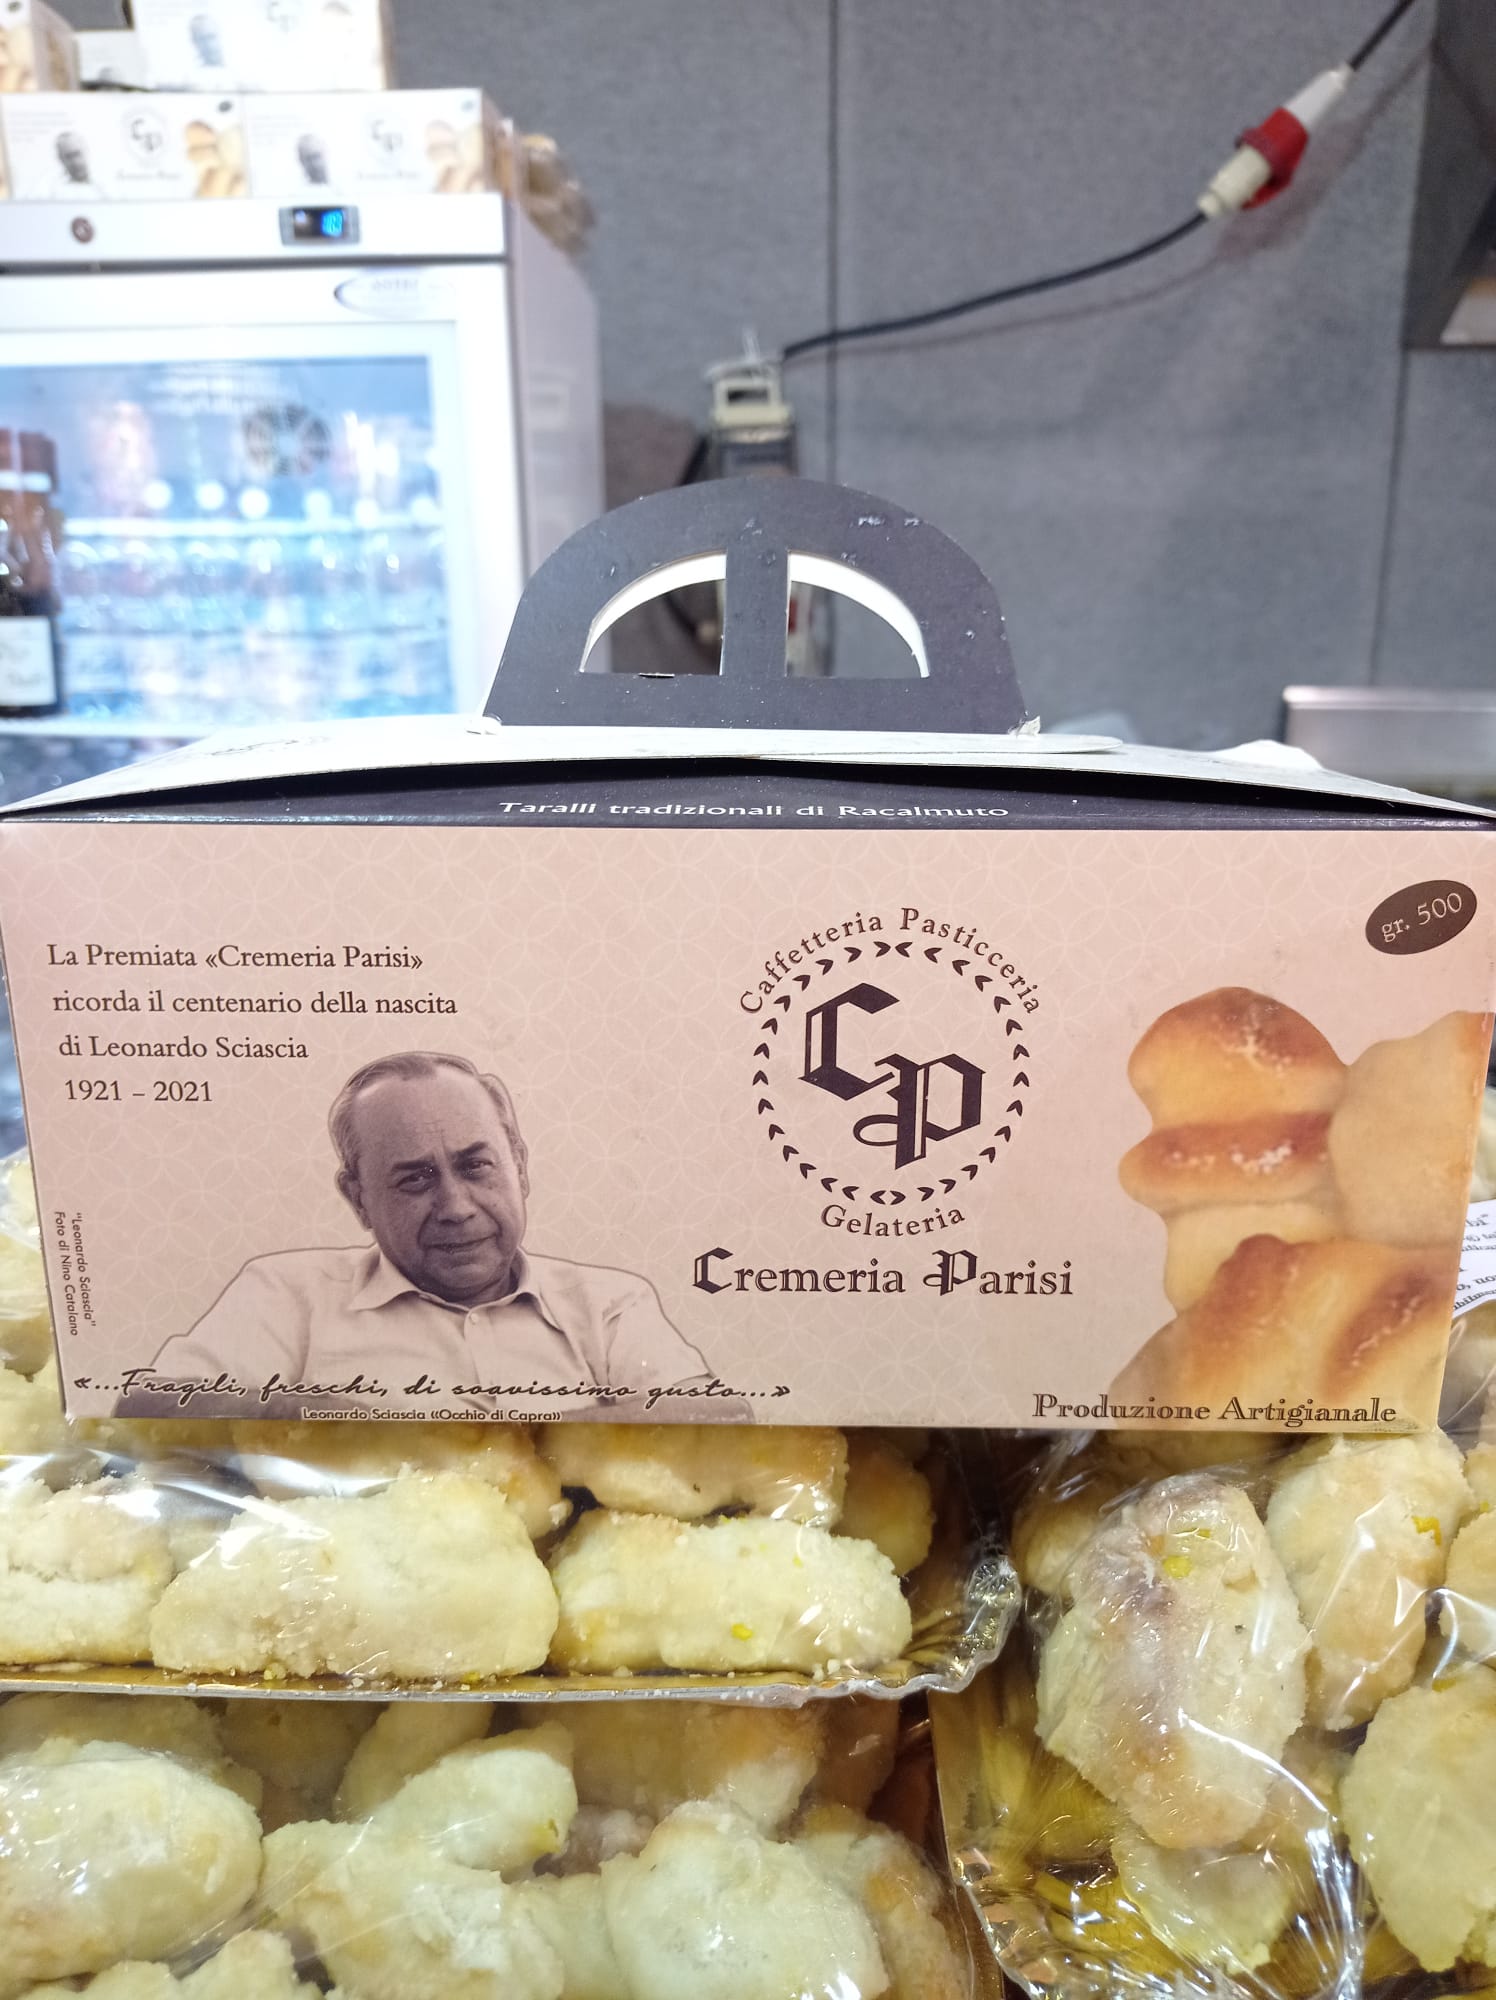 Taralli tradizionali di Racalmuto
gr. 500
La Premiata «Cremeria Parisi»
ricorda il centenario della nascita
di Leonardo Sciascia
1921 – 2021
Caffetteria Pasticceria
CP
Gelateria
Cremeria Parisi
"Leonardo Sciascia"
Foto di Nino Catalano
«...Fragili, freschi, di soavissimo gusto...»
Leonardo Sciascia «Occhio di Capra»
Produzione Artigianale